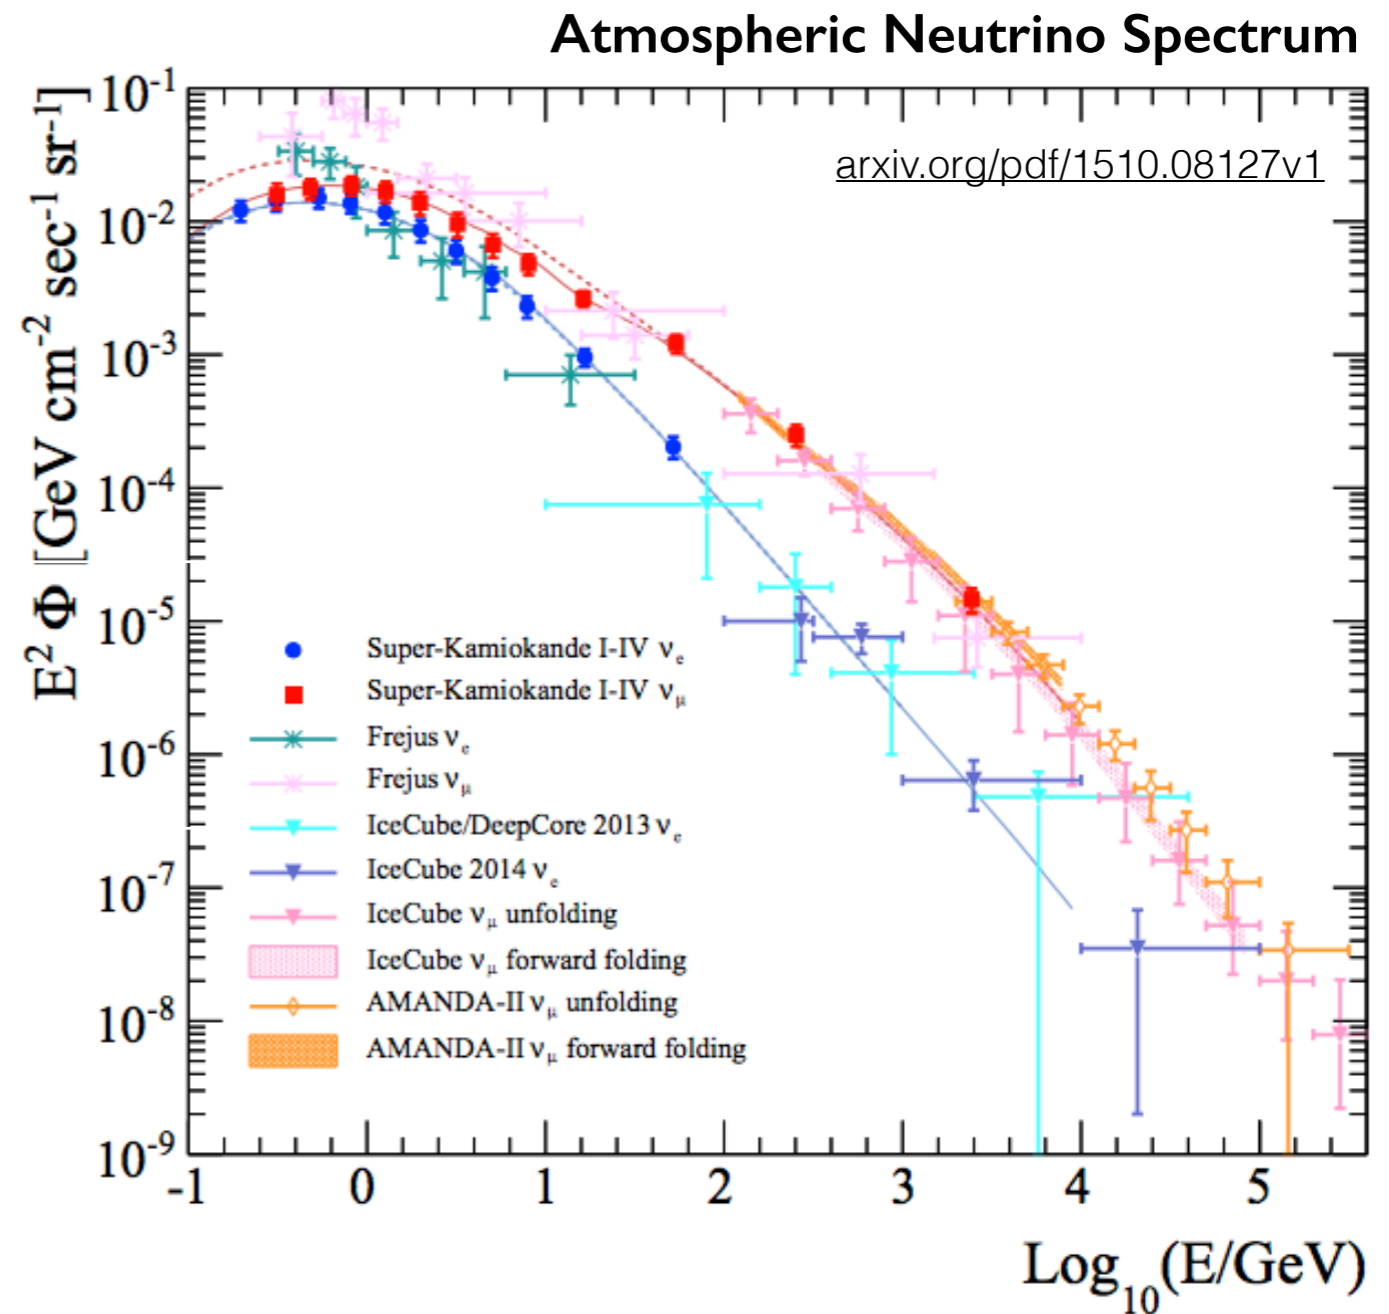 Atmospheric Neutrino Spectrum
arxiv.org/pdf/1510.08127v1
E² Φ [GeV cm⁻² sec⁻¹ sr⁻¹]
10⁻¹
10⁻²
10⁻³
10⁻⁴
10⁻⁵
10⁻⁶
10⁻⁷
10⁻⁸
10⁻⁹
Super-Kamiokande I-IV νₑ
Super-Kamiokande I-IV ν_μ
Frejus νₑ
Frejus ν_μ
IceCube/DeepCore 2013 νₑ
IceCube 2014 νₑ
IceCube ν_μ unfolding
IceCube ν_μ forward folding
AMANDA-II ν_μ unfolding
AMANDA-II ν_μ forward folding
-1 0 1 2 3 4 5
Log₁₀(E/GeV)